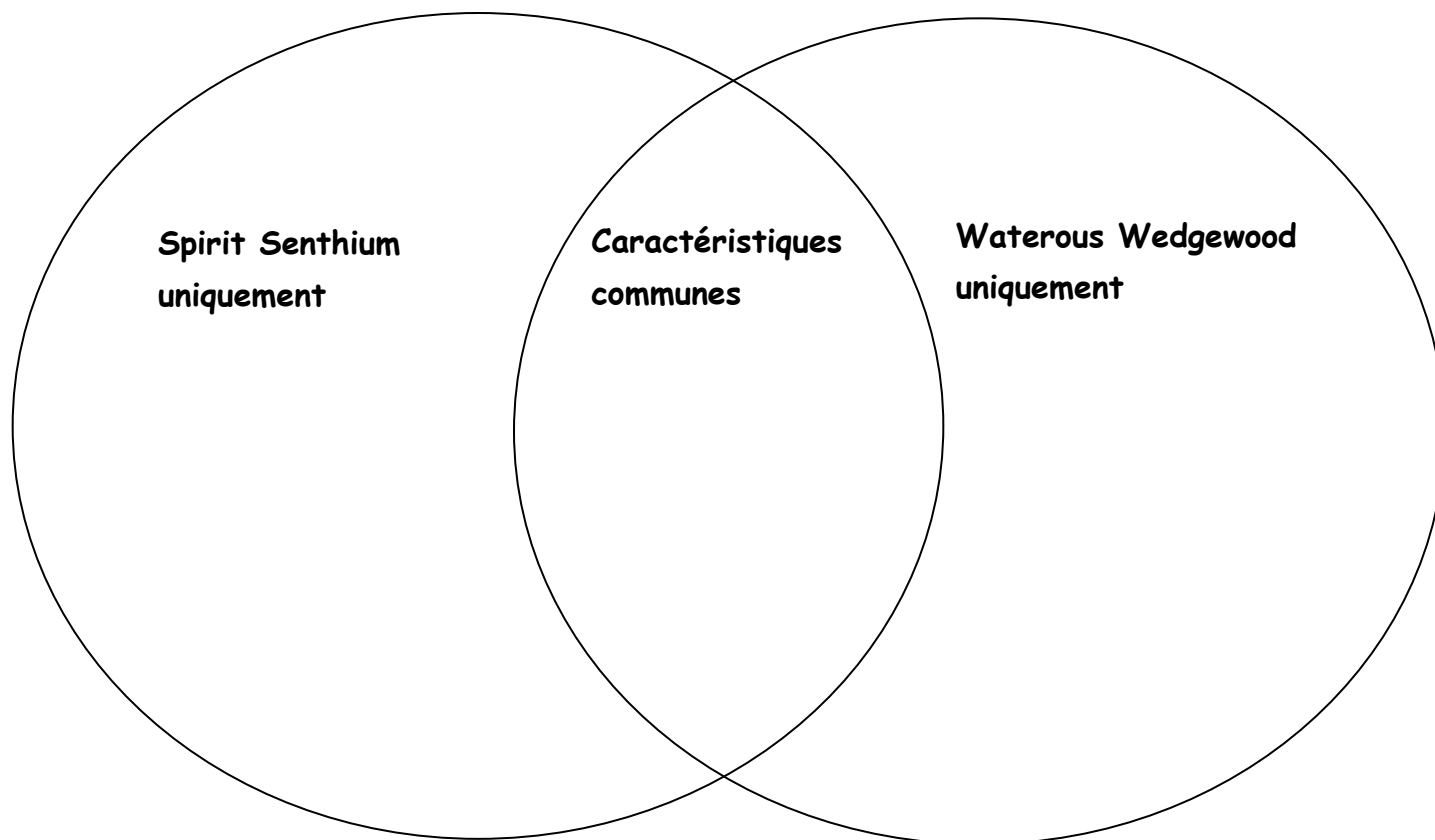 Spirit Senthium
uniquement
Caractéristiques
communes
Waterous Wedgewood
uniquement